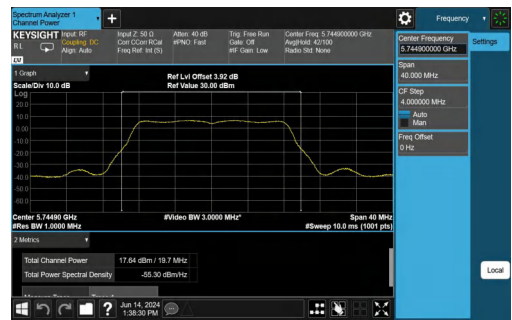 Spectrum Analyzer 1
Channel Power
+
Frequency
KEYSIGHT
RL
Input: RF
Coupling: DC
Align: Auto
Input Z: 50 Ω
Corr CCorr RCal
Freq Ref: Int (S)
Atten: 40 dB
#PNO: Fast
Trig: Free Run
Gate: Off
#IF Gain: Low
Center Freq: 5.744900000 GHz
Avg|Hold: 42/100
Radio Std: None
LXI
Center Frequency
5.744900000 GHz
Settings
Span
40.000 MHz
CF Step
4.000000 MHz
Auto
Man
Freq Offset
0 Hz
Local
1 Graph
Scale/Div 10.0 dB
Ref Lvl Offset 3.92 dB
Ref Value 30.00 dBm
Log
20.0
10.0
0.00
-10.0
-20.0
-30.0
-40.0
-50.0
-60.0
Center 5.74490 GHz
#Video BW 3.0000 MHz*
Span 40 MHz
#Res BW 1.0000 MHz
#Sweep 10.0 ms (1001 pts)
2 Metrics
Total Channel Power 17.64 dBm / 19.7 MHz
Total Power Spectral Density -55.30 dBm/Hz
?
Jun 14, 2024
1:38:30 PM